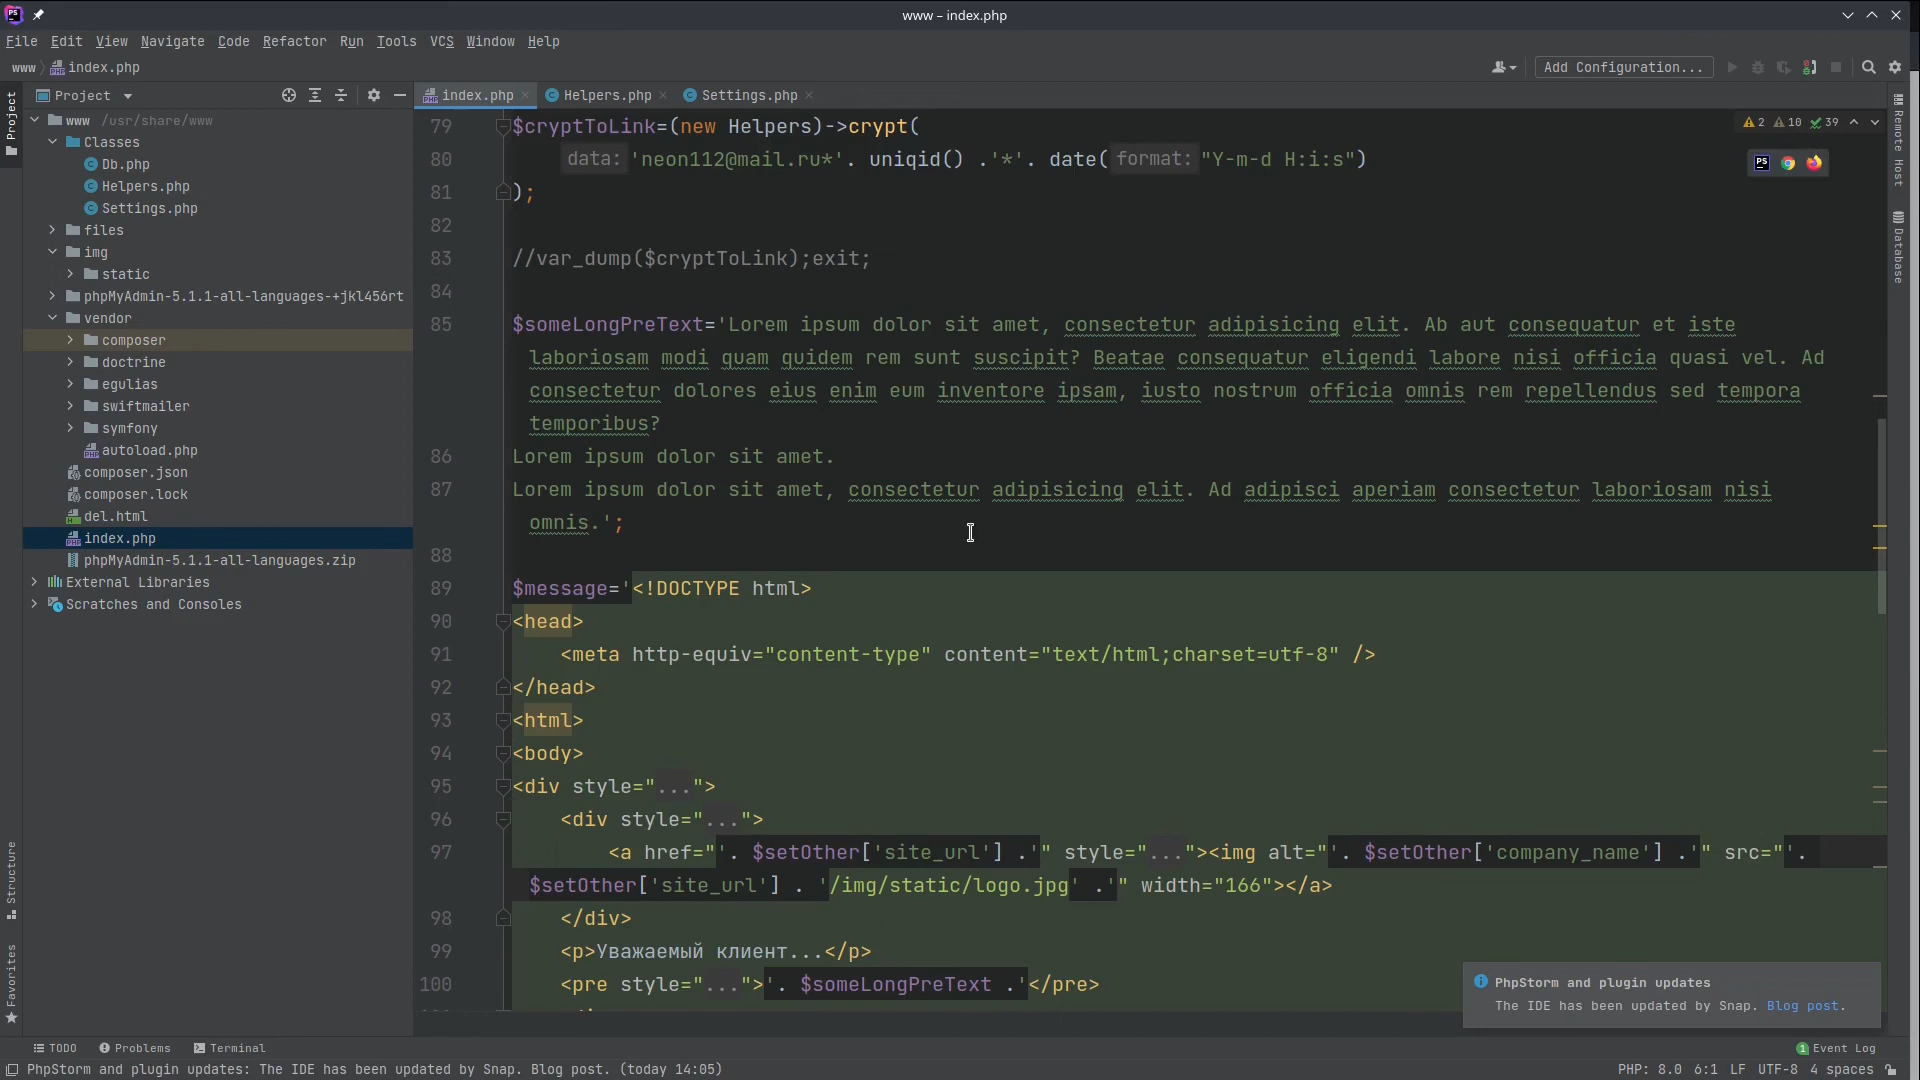 www – index.php
File Edit View Navigate Code Refactor Run Tools VCS Window Help
www index.php Add Configuration...
Project
index.php Helpers.php Settings.php
Project
www /usr/share/www
Classes
Db.php
Helpers.php
Settings.php
files
img
static
phpMyAdmin-5.1.1-all-languages-+jkl456rt
vendor
composer
doctrine
egulias
swiftmailer
symfony
autoload.php
composer.json
composer.lock
del.html
index.php
phpMyAdmin-5.1.1-all-languages.zip
External Libraries
Scratches and Consoles
Structure
Favorites
2 10 39
79 $cryptToLink=(new Helpers)->crypt(
80 data: 'neon112@mail.ru*'. uniqid() .'*'. date( format: "Y-m-d H:i:s")
81 );
82
83 //var_dump($cryptToLink);exit;
84
85 $someLongPreText='Lorem ipsum dolor sit amet, consectetur adipisicing elit. Ab aut consequatur et iste
laboriosam modi quam quidem rem sunt suscipit? Beatae consequatur eligendi labore nisi officia quasi vel. Ad
consectetur dolores eius enim eum inventore ipsam, iusto nostrum officia omnis rem repellendus sed tempora
temporibus?
86 Lorem ipsum dolor sit amet.
87 Lorem ipsum dolor sit amet, consectetur adipisicing elit. Ad adipisci aperiam consectetur laboriosam nisi
omnis.';
88
89 $message='<!DOCTYPE html>
90 <head>
91 <meta http-equiv="content-type" content="text/html;charset=utf-8" />
92 </head>
93 <html>
94 <body>
95 <div style="...">
96 <div style="...">
97 <a href="'. $setOther['site_url'] .'" style="..."><img alt="'. $setOther['company_name'] .'" src="'.
$setOther['site_url'] . '/img/static/logo.jpg' .'" width="166"></a>
98 </div>
99 <p>Уважаемый клиент...</p>
100 <pre style="...">'. $someLongPreText .'</pre>
Remote Host
Database
PhpStorm and plugin updates
The IDE has been updated by Snap. Blog post.
TODO Problems Terminal 1 Event Log
PhpStorm and plugin updates: The IDE has been updated by Snap. Blog post. (today 14:05) PHP: 8.0 6:1 LF UTF-8 4 spaces